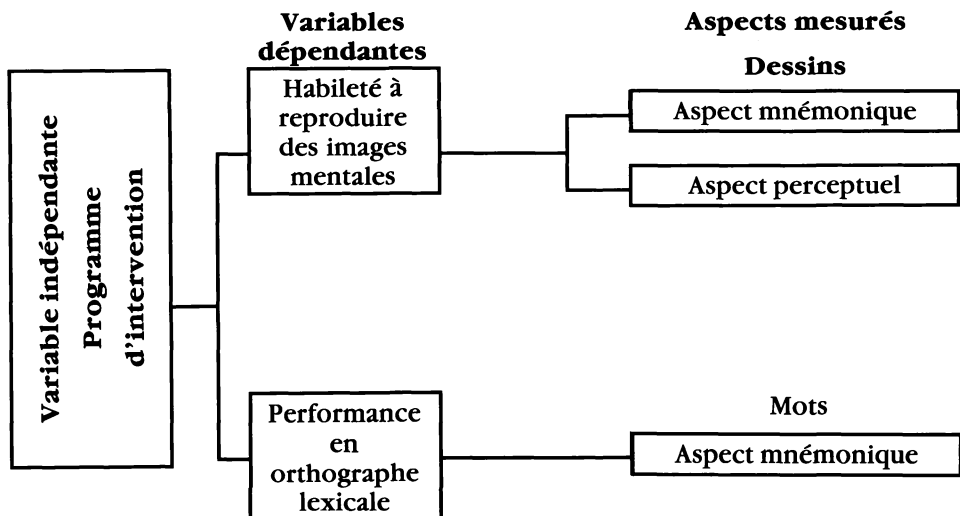 Variable indépendante
Programme
d'intervention
Variables
dépendantes
Habileté à
reproduire
des images
mentales
Performance
en
orthographe
lexicale
Aspects mesurés
Dessins
Aspect mnémonique
Aspect perceptuel
Mots
Aspect mnémonique